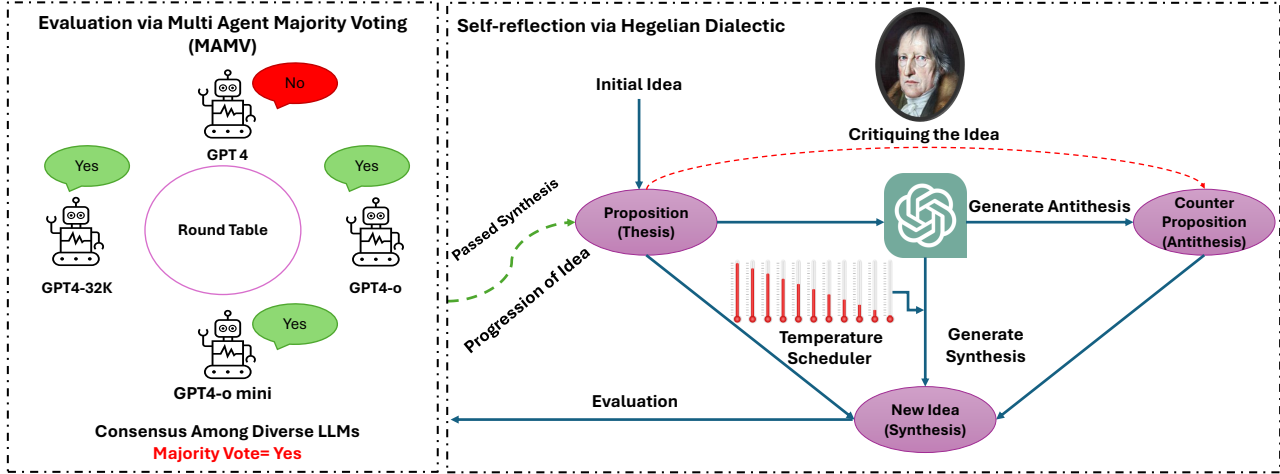 Evaluation via Multi Agent Majority Voting
(MAMV)
No
GPT 4
Yes
Yes
Round Table
GPT4-32K
GPT4-o
Yes
GPT4-o mini
Consensus Among Diverse LLMs
Majority Vote= Yes
Self-reflection via Hegelian Dialectic
Initial Idea
Critiquing the Idea
Passed Synthesis
Progression of Idea
Proposition
(Thesis)
Generate Antithesis
Counter
Proposition
(Antithesis)
Temperature
Scheduler
Generate
Synthesis
Evaluation
New Idea
(Synthesis)